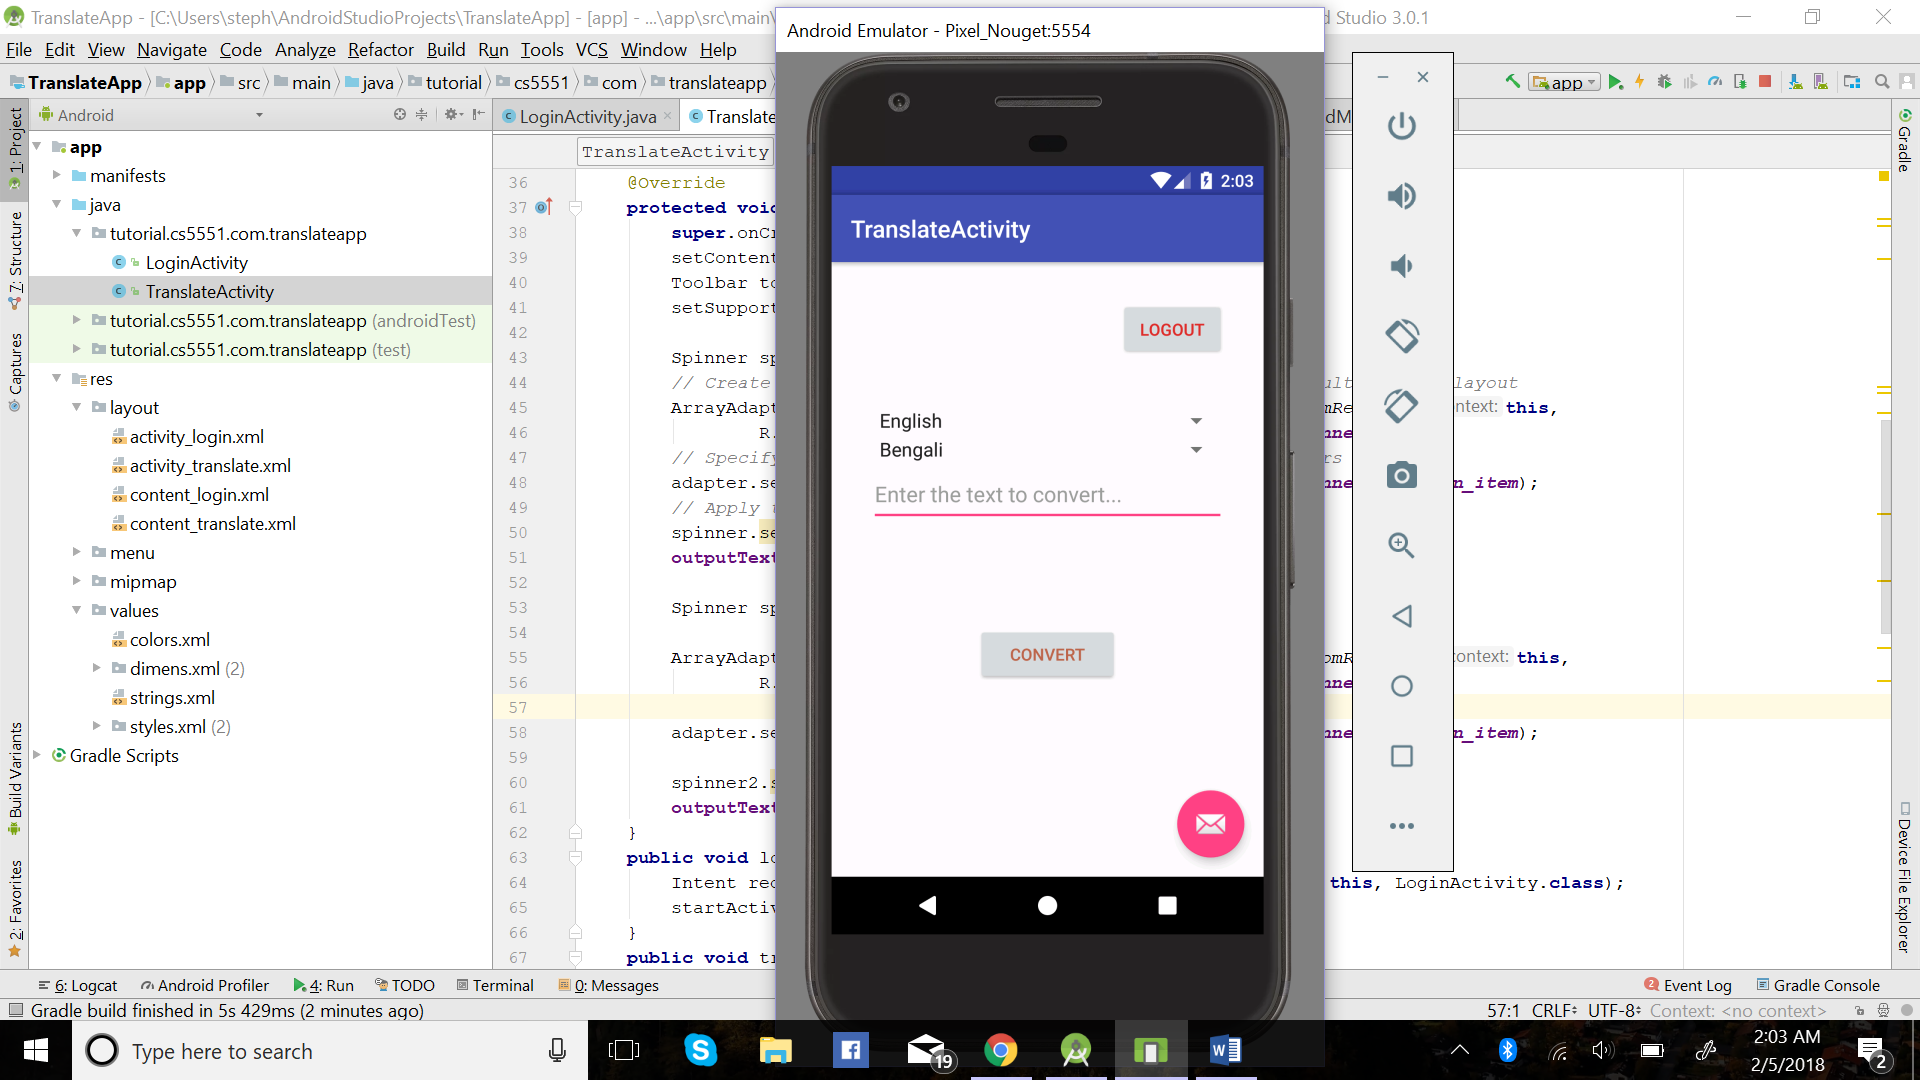 TranslateApp - [C:\Users\steph\AndroidStudioProjects\TranslateApp] - [app] - ...\app\src\main\
d Studio 3.0.1
Android Emulator - Pixel_Nouget:5554
File Edit View Navigate Code Analyze Refactor Build Run Tools VCS Window Help
TranslateApp app src main java tutorial cs5551 com translateapp
app
1: Project
7: Structure
Captures
Build Variants
2: Favorites
Android
app
manifests
java
tutorial.cs5551.com.translateapp
LoginActivity
TranslateActivity
tutorial.cs5551.com.translateapp (androidTest)
tutorial.cs5551.com.translateapp (test)
res
layout
activity_login.xml
activity_translate.xml
content_login.xml
content_translate.xml
menu
mipmap
values
colors.xml
dimens.xml (2)
strings.xml
styles.xml (2)
Gradle Scripts
LoginActivity.java
Translate
TranslateActivity
36 @Override
37 protected void
38 super.onCr
39 setContent
40 Toolbar to
41 setSupport
42
43 Spinner sp
44 // Create layout
45 ArrayAdapt ntext: this,
46 R.
47 // Specify
48 adapter.se n_item);
49 // Apply
50 spinner.se
51 outputText
52
53 Spinner sp
54
55 ArrayAdapt context: this,
56 R.
57
58 adapter.se n_item);
59
60 spinner2.s
61 outputText
62 }
63 public void lo
64 Intent rec this, LoginActivity.class);
65 startActiv
66 }
67 public void tr
2:03
TranslateActivity
LOGOUT
English
Bengali
Enter the text to convert...
CONVERT
Gradle
Device File Explorer
6: Logcat Android Profiler 4: Run TODO Terminal 0: Messages
2 Event Log Gradle Console
Gradle build finished in 5s 429ms (2 minutes ago)
57:1 CRLF UTF-8 Context: <no context>
Type here to search
19
2:03 AM
2/5/2018
2